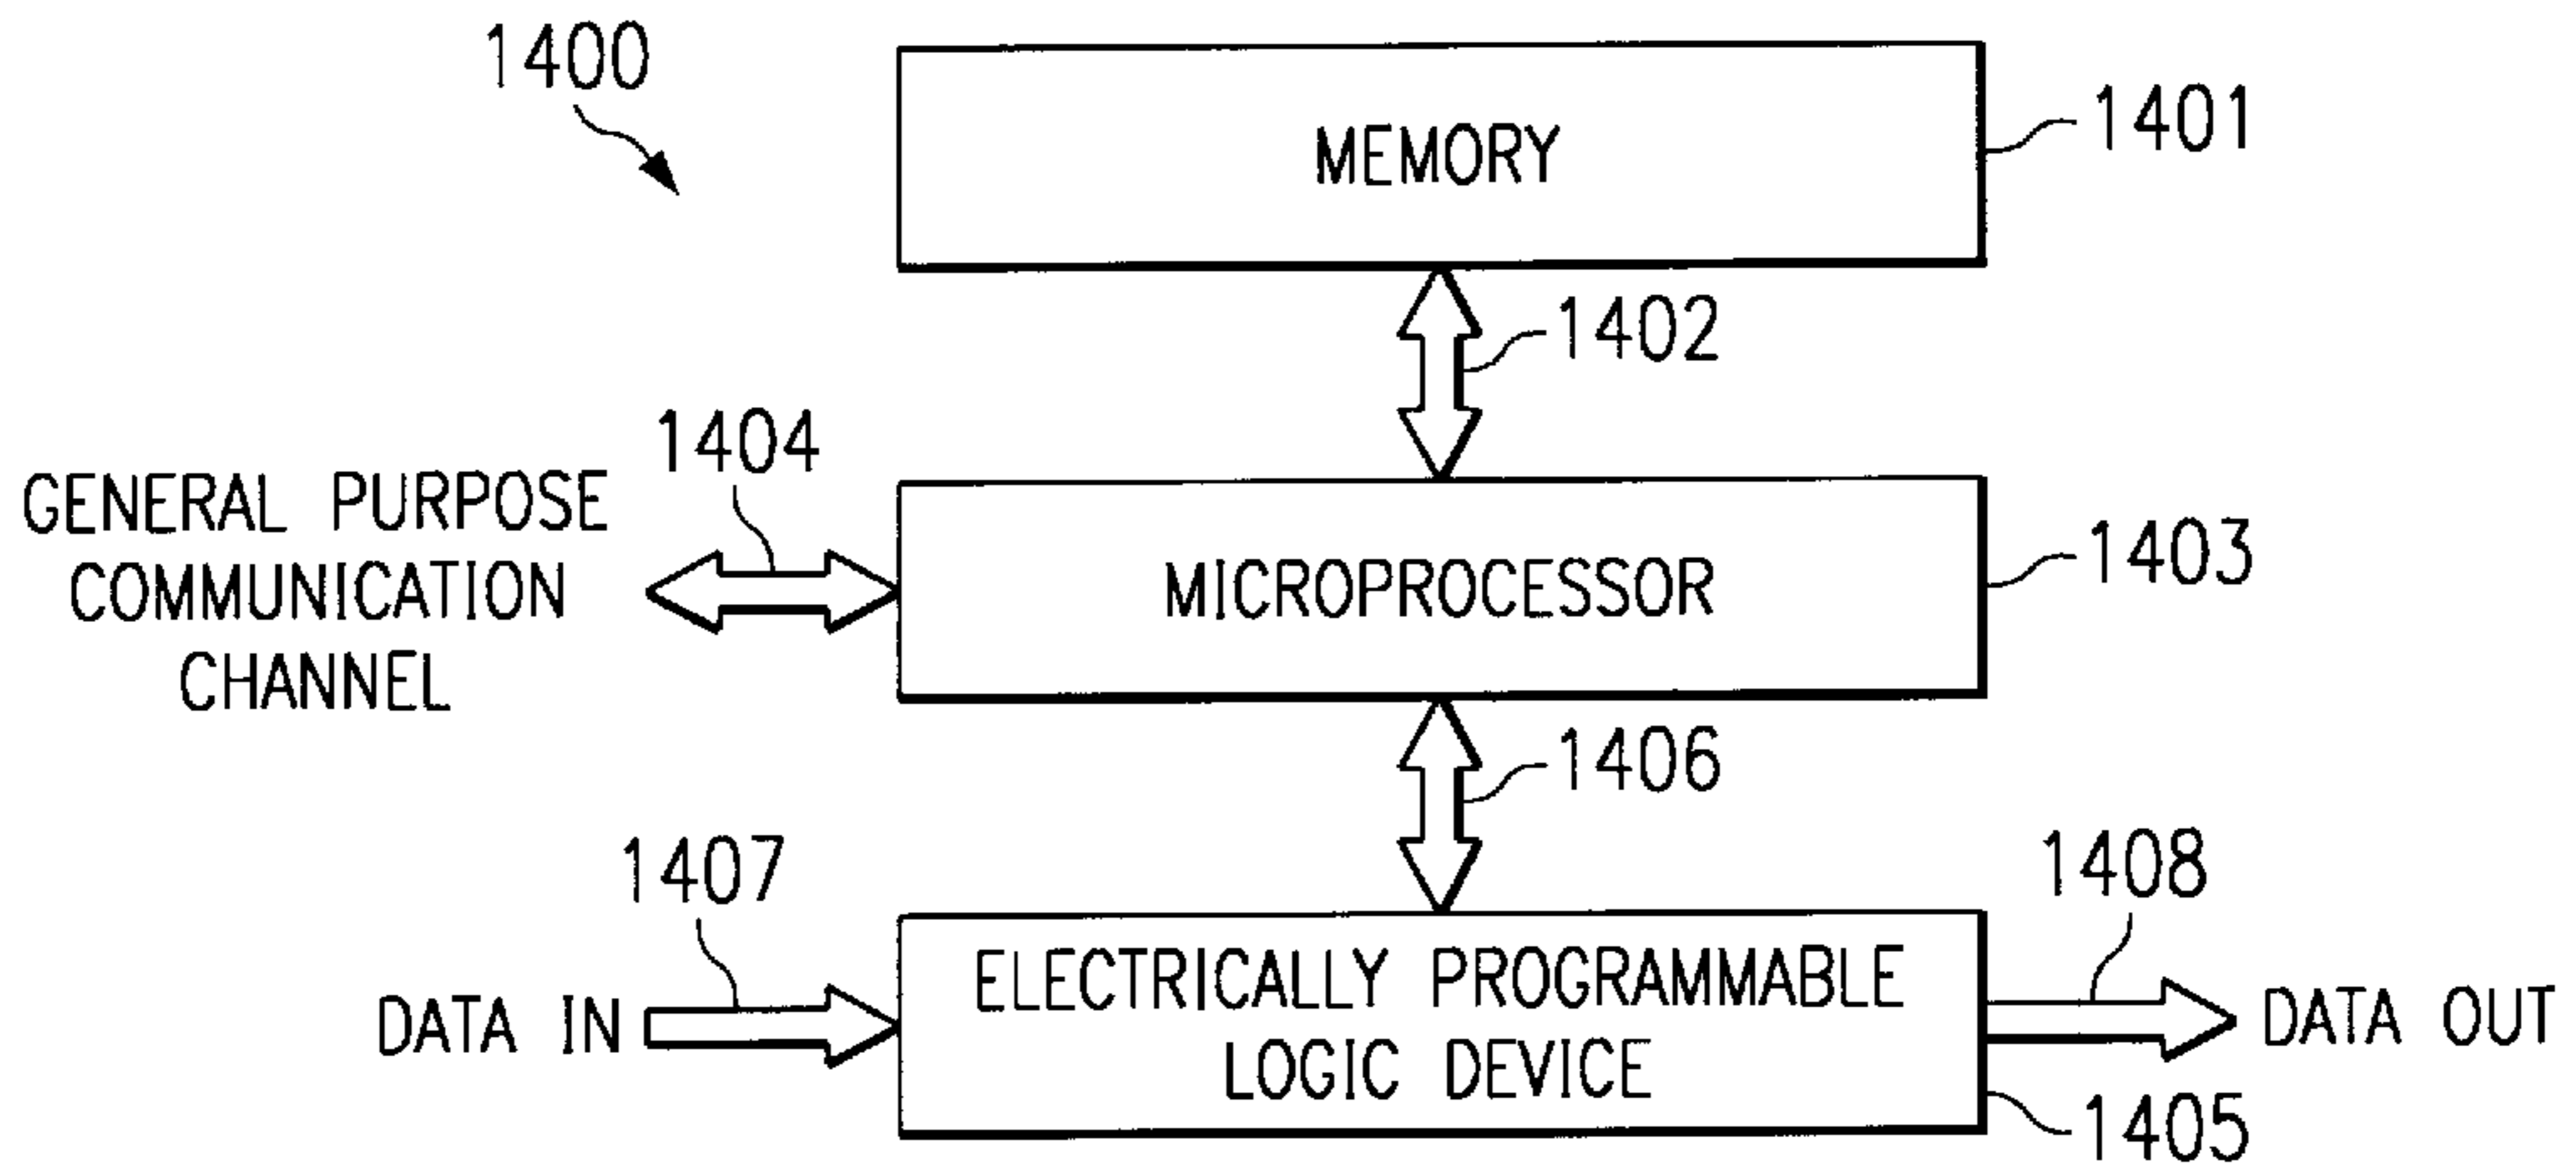 1400
MEMORY
1401
1402
1404
GENERAL PURPOSE
COMMUNICATION
CHANNEL
MICROPROCESSOR
1403
1406
1407
1408
DATA IN
ELECTRICALLY PROGRAMMABLE
LOGIC DEVICE
DATA OUT
1405